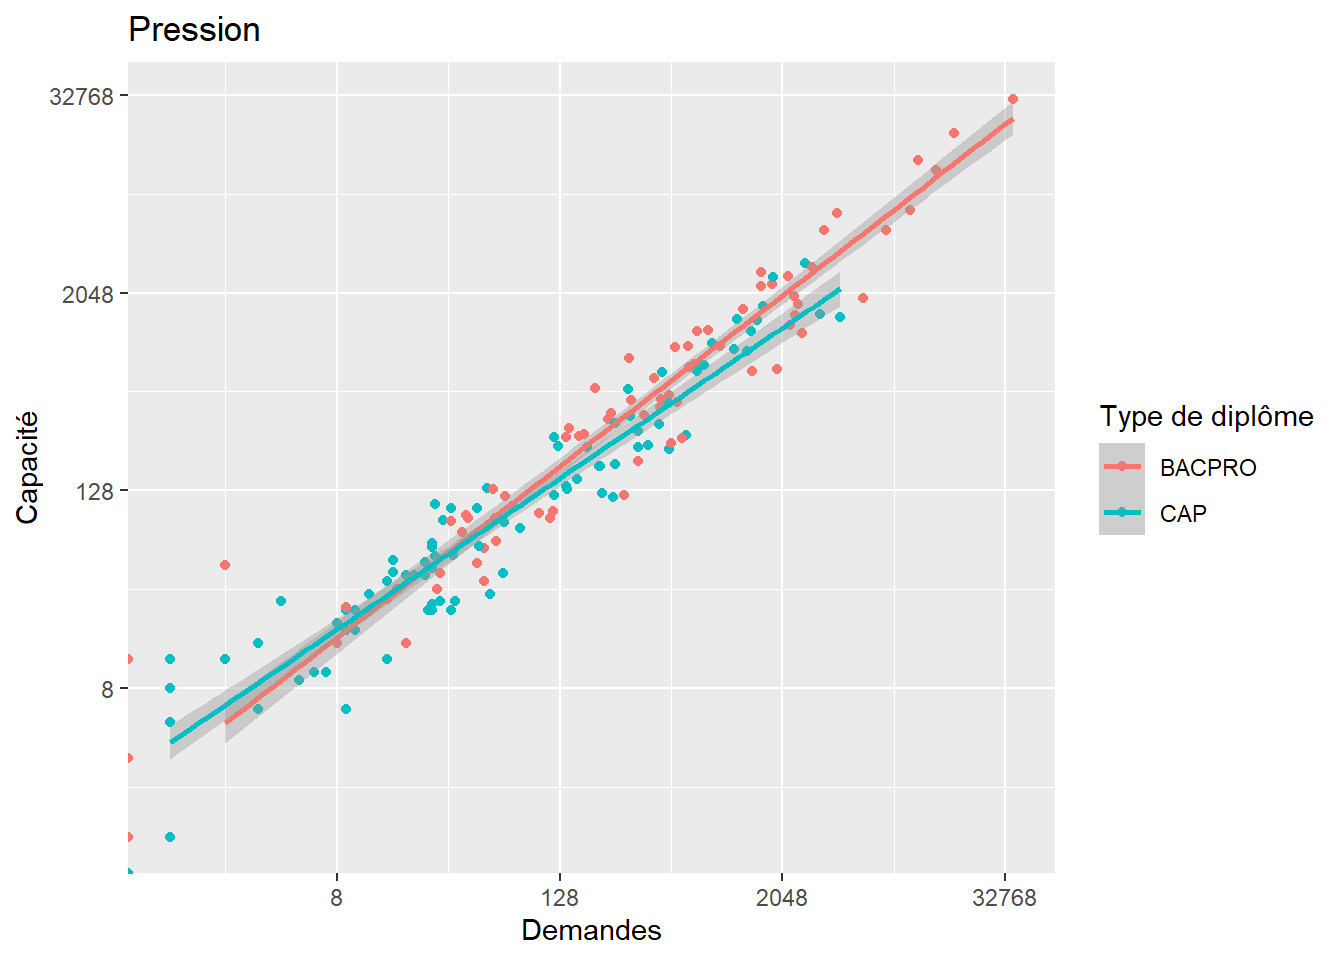 Pression
32768
2048
128
8
Capacité
8
128
2048
32768
Demandes
Type de diplôme
BACPRO
CAP